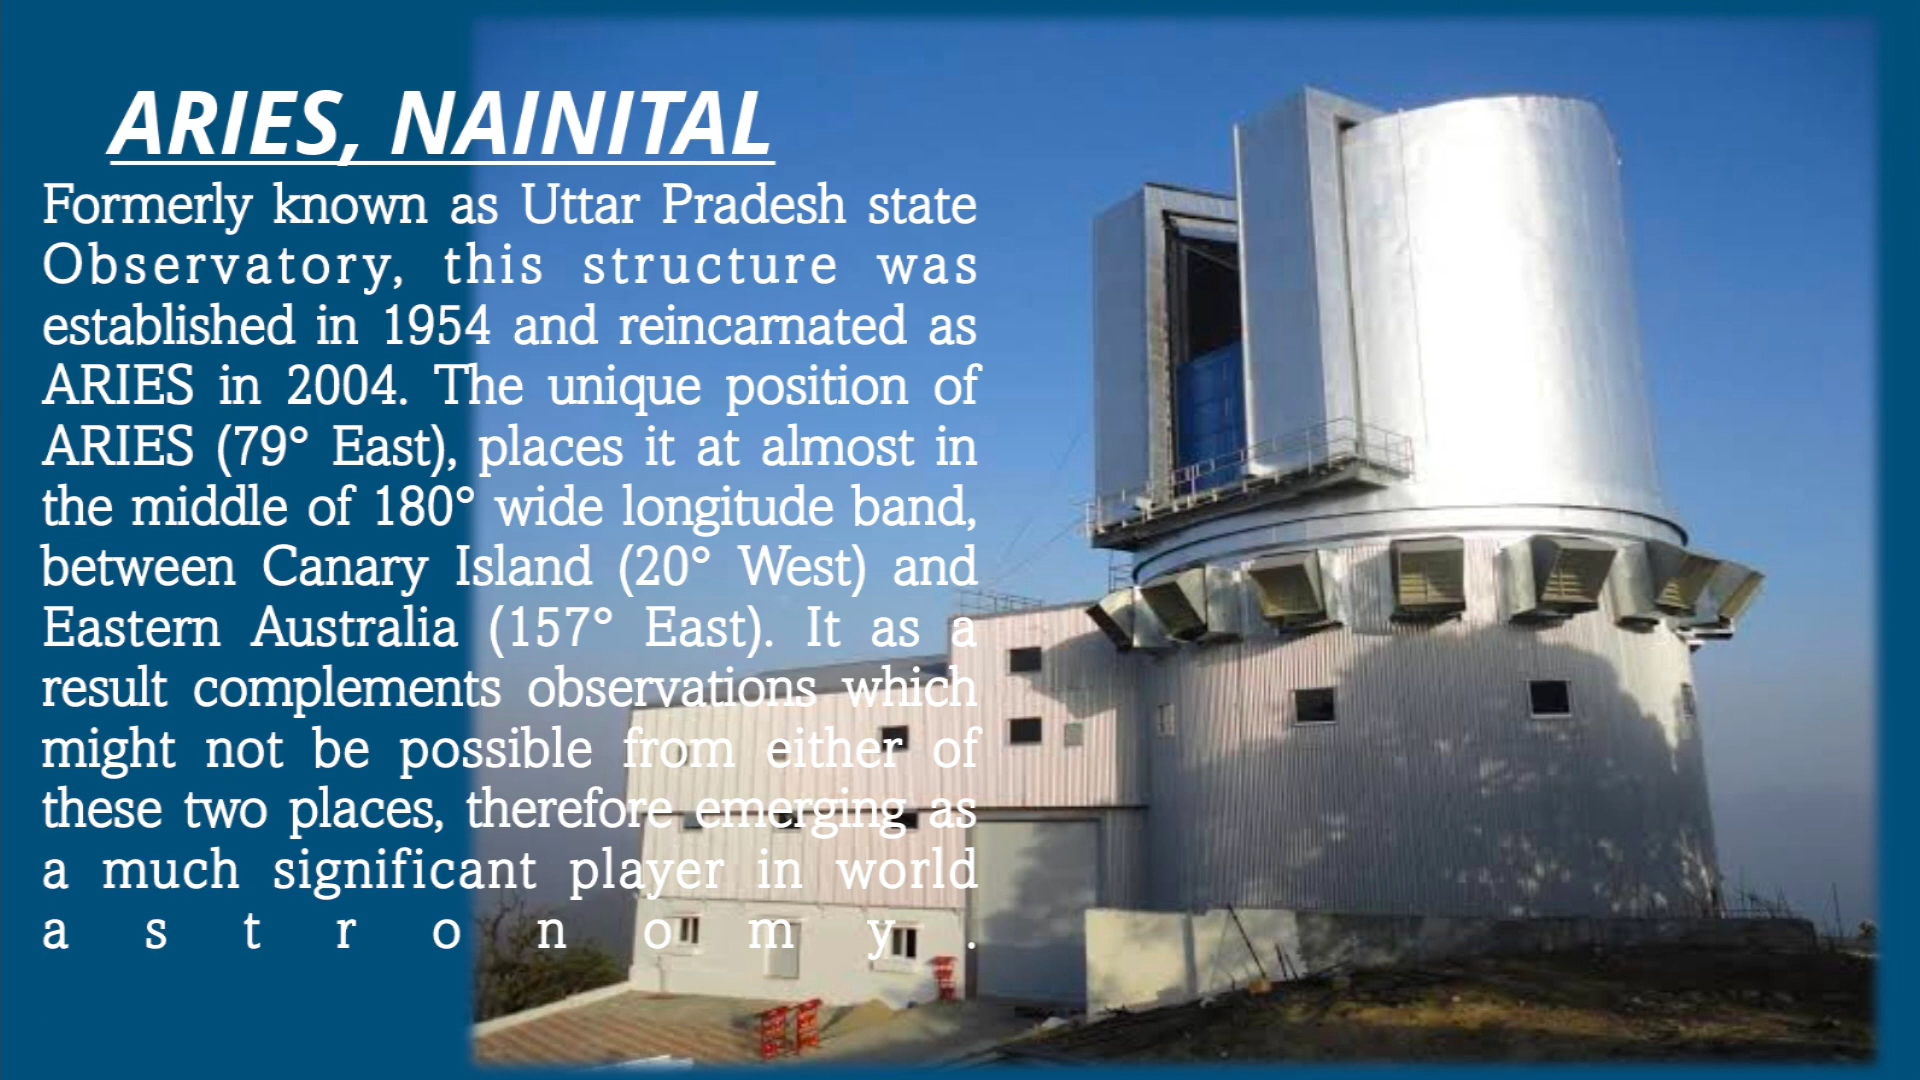 ARIES, NAINITAL
Formerly known as Uttar Pradesh state
Observatory, this structure was
established in 1954 and reincarnated as
ARIES in 2004. The unique position of
ARIES (79° East), places it at almost in
the middle of 180° wide longitude band,
between Canary Island (20° West) and
Eastern Australia (157° East). It as a
result complements observations which
might not be possible from either of
these two places, therefore emerging as
a much significant player in world
astronomy.